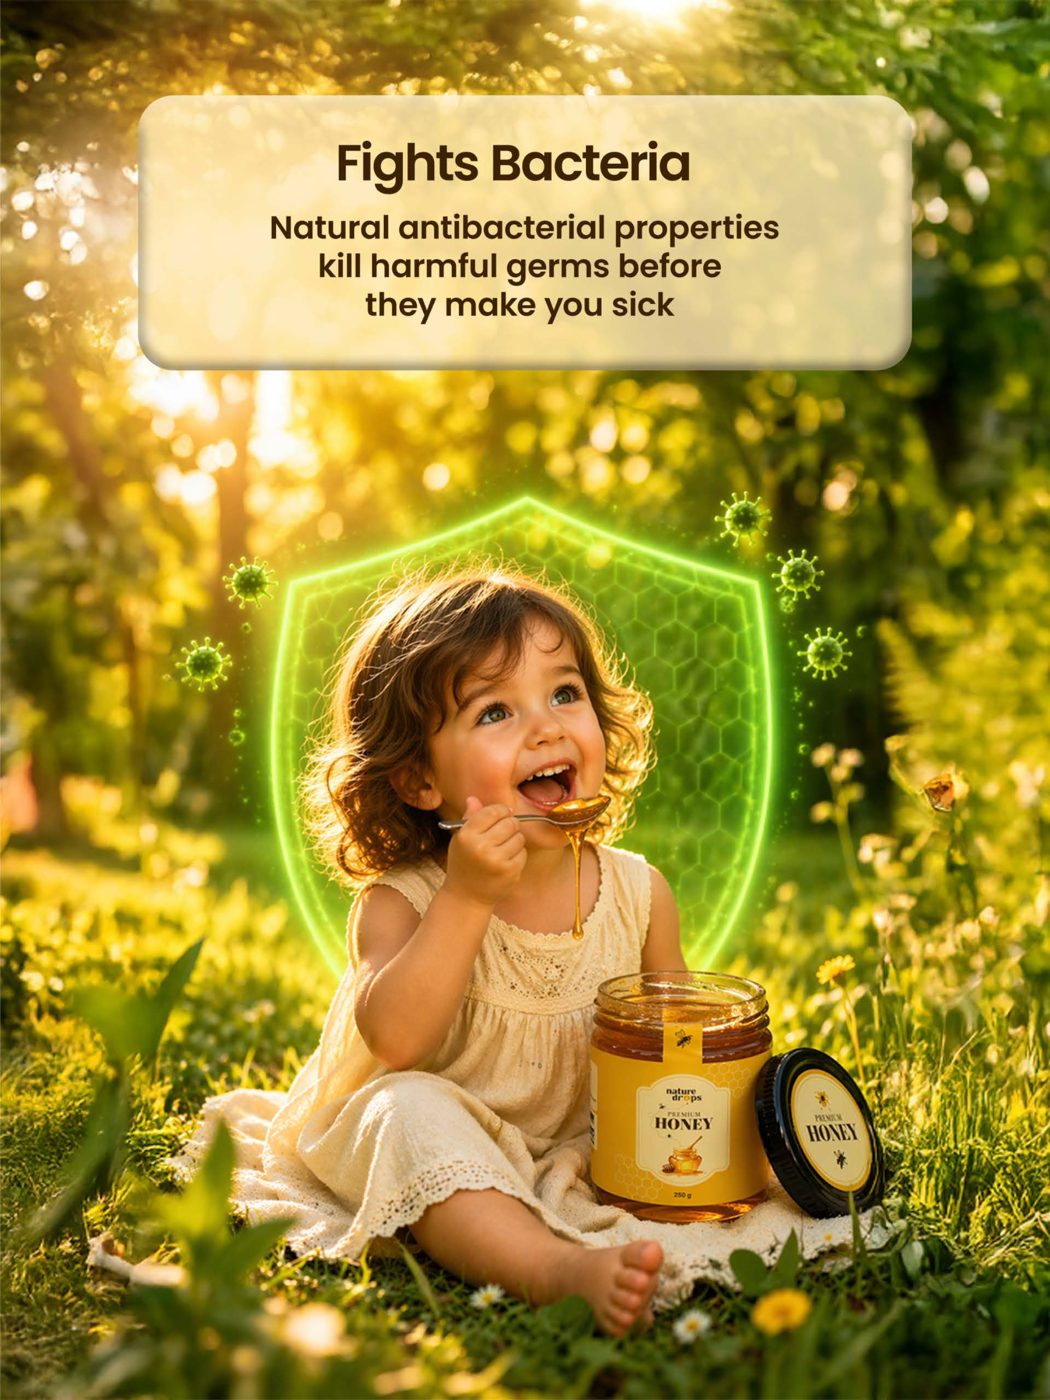 Fights Bacteria
Natural antibacterial properties
kill harmful germs before
they make you sick
nature
drops
PREMIUM
HONEY
250 g
PREMIUM
HONEY